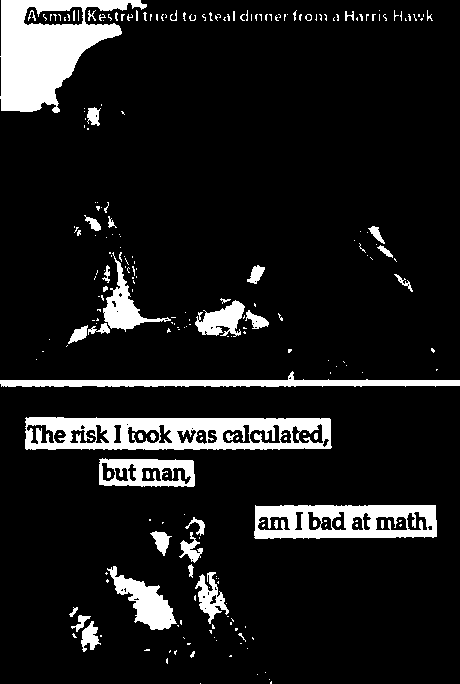 A small Kestrel tried to steal dinner from a Harris Hawk
The risk I took was calculated,
but man,
am I bad at math.